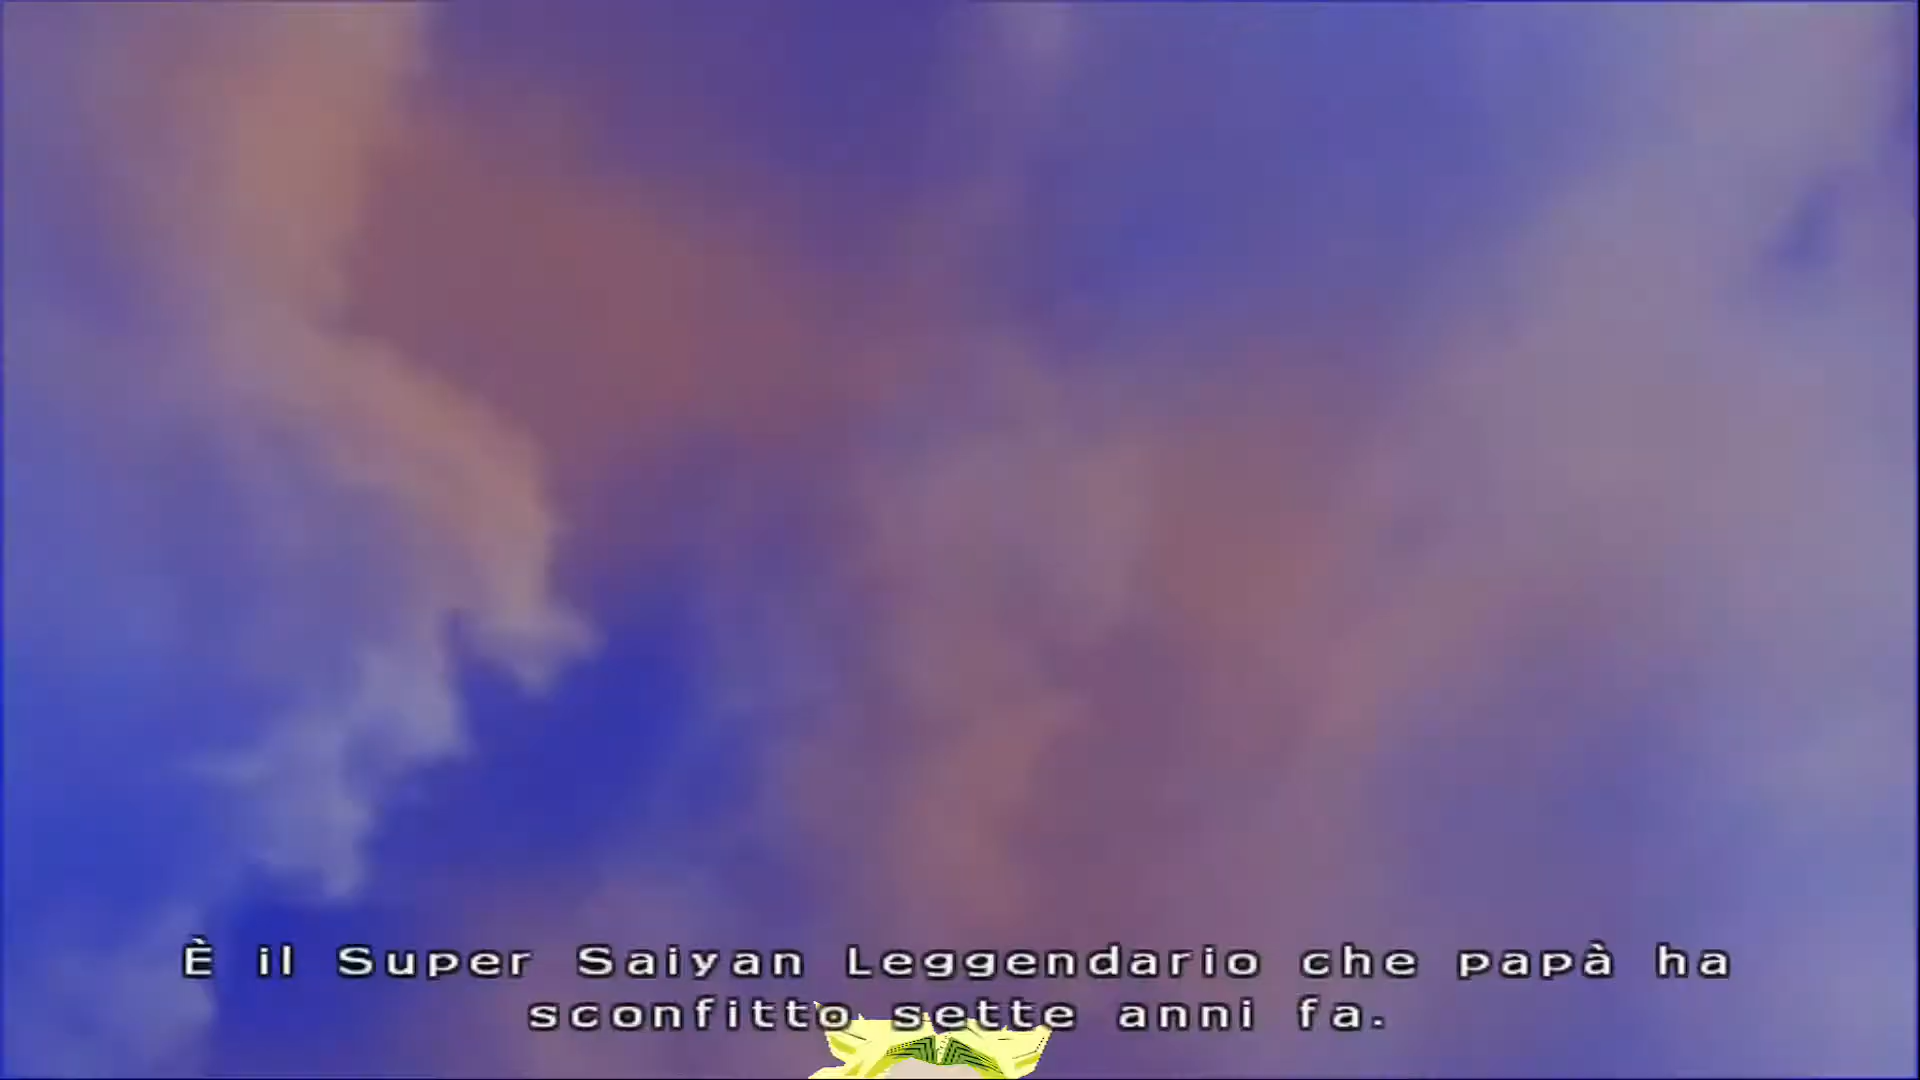 È il Super Saiyan Leggendario che papà ha
sconfitto sette anni fa.